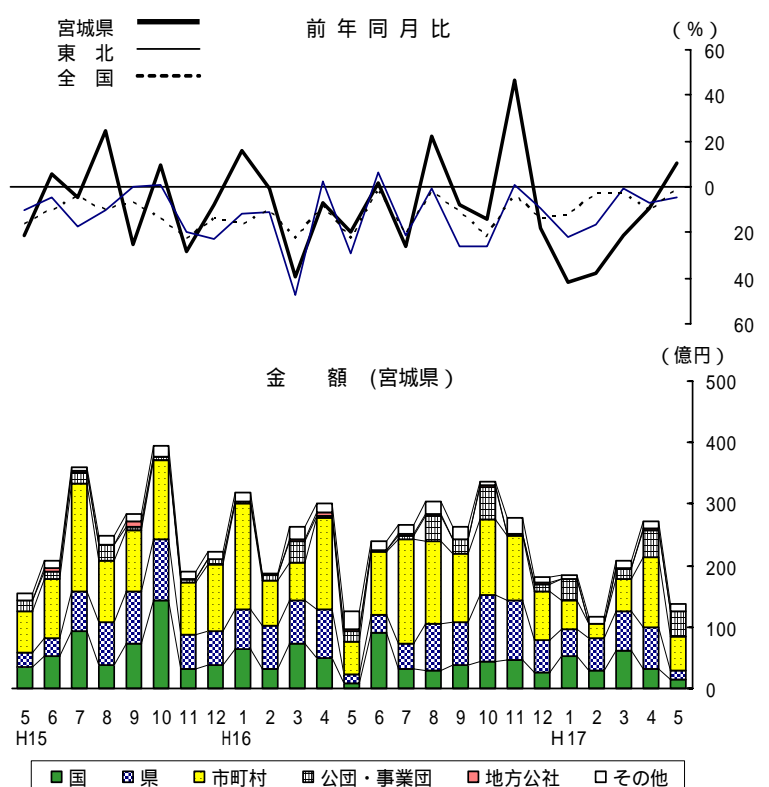 宮城県
東 北
全 国
前 年 同 月 比
(%)
60
40
20
0
20
40
60
(億円)
金 額 (宮城県)
500
400
300
200
100
0
5 6 7 8 9 10 11 12 1 2 3 4 5 6 7 8 9 10 11 12 1 2 3 4 5
H15 H16 H17
国 県 市町村 公団・事業団 地方公社 その他